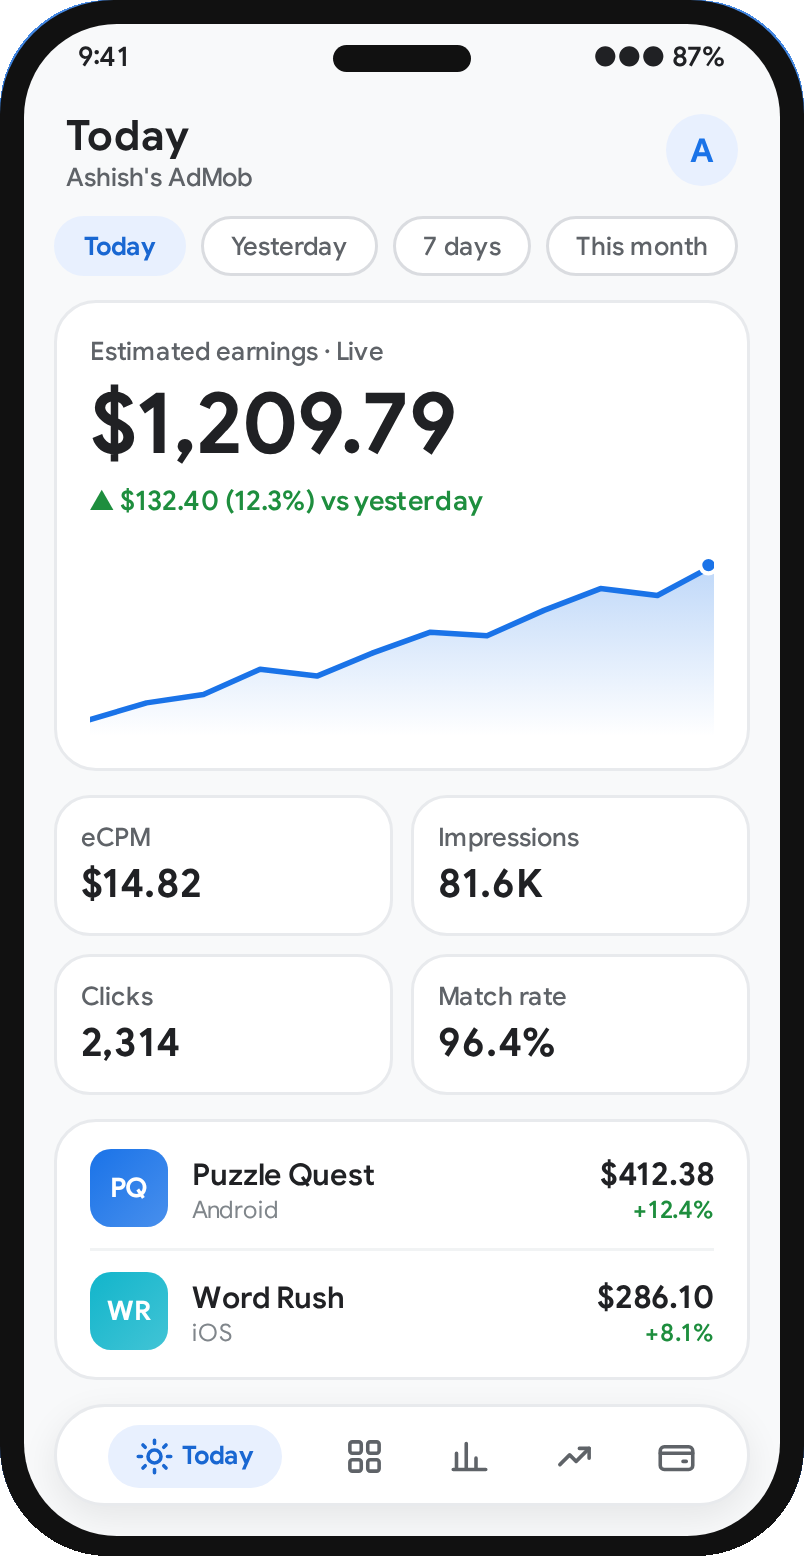 9:41
87%
Today
Ashish's AdMob
A
Today
Yesterday
7 days
This month
Estimated earnings · Live
$1,209.79
▲ $132.40 (12.3%) vs yesterday
eCPM
$14.82
Impressions
81.6K
Clicks
2,314
Match rate
96.4%
PQ
Puzzle Quest
Android
$412.38
+12.4%
WR
Word Rush
iOS
$286.10
+8.1%
Today